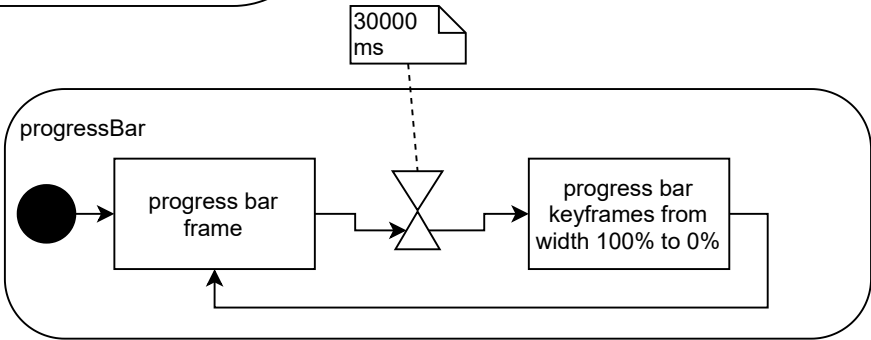 30000
ms
progressBar
progress bar
frame
progress bar
keyframes from
width 100% to 0%